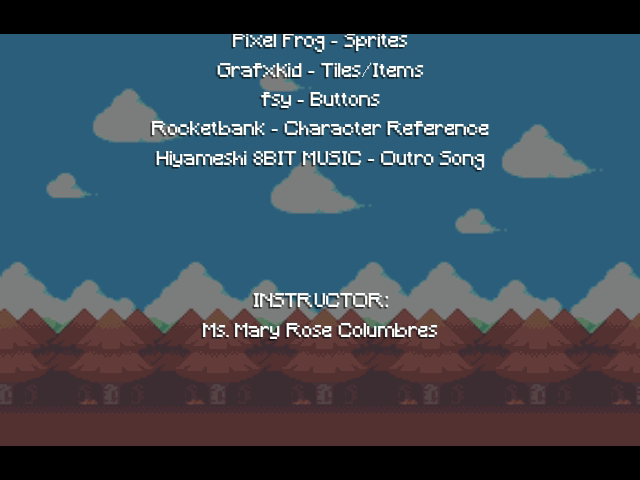 Pixel Frog - Sprites
GrafxKid - Tiles/Items
fsy - Buttons
Rocketbank - Character Reference
Hiyameshi 8BIT MUSIC - Outro Song
INSTRUCTOR:
Ms. Mary Rose Columbres